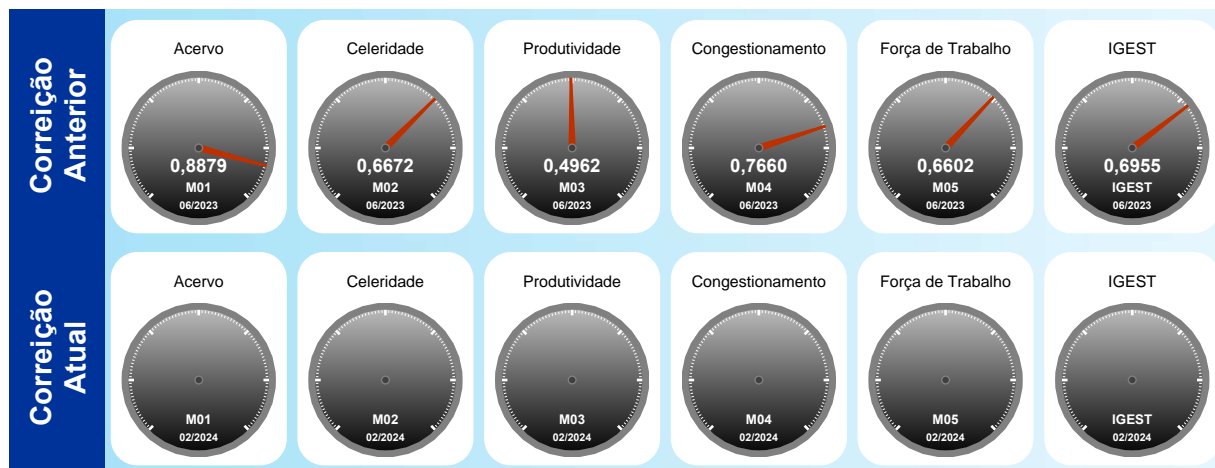 Correição
Anterior
Acervo
0,8879
M01
06/2023
Celeridade
0,6672
M02
06/2023
Produtividade
0,4962
M03
06/2023
Congestionamento
0,7660
M04
06/2023
Força de Trabalho
0,6602
M05
06/2023
IGEST
0,6955
IGEST
06/2023
Correição
Atual
Acervo
M01
02/2024
Celeridade
M02
02/2024
Produtividade
M03
02/2024
Congestionamento
M04
02/2024
Força de Trabalho
M05
02/2024
IGEST
IGEST
02/2024